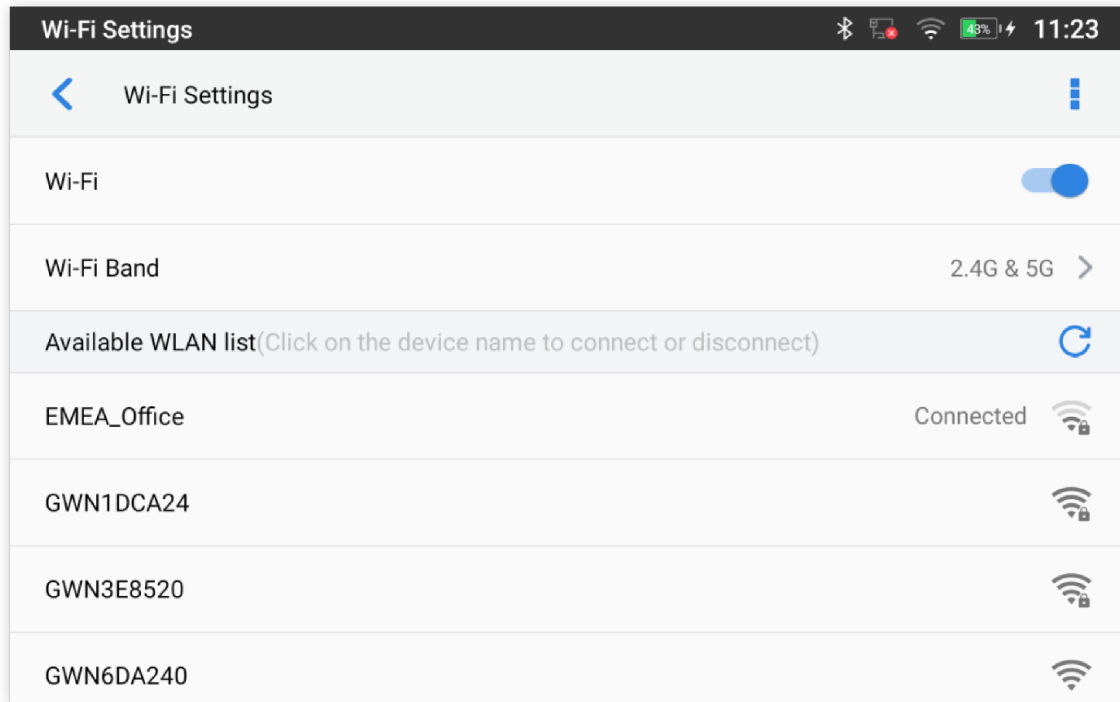 Wi-Fi Settings 43% 11:23
Wi-Fi Settings
Wi-Fi
Wi-Fi Band 2.4G & 5G
Available WLAN list(Click on the device name to connect or disconnect)
EMEA_Office Connected
GWN1DCA24
GWN3E8520
GWN6DA240